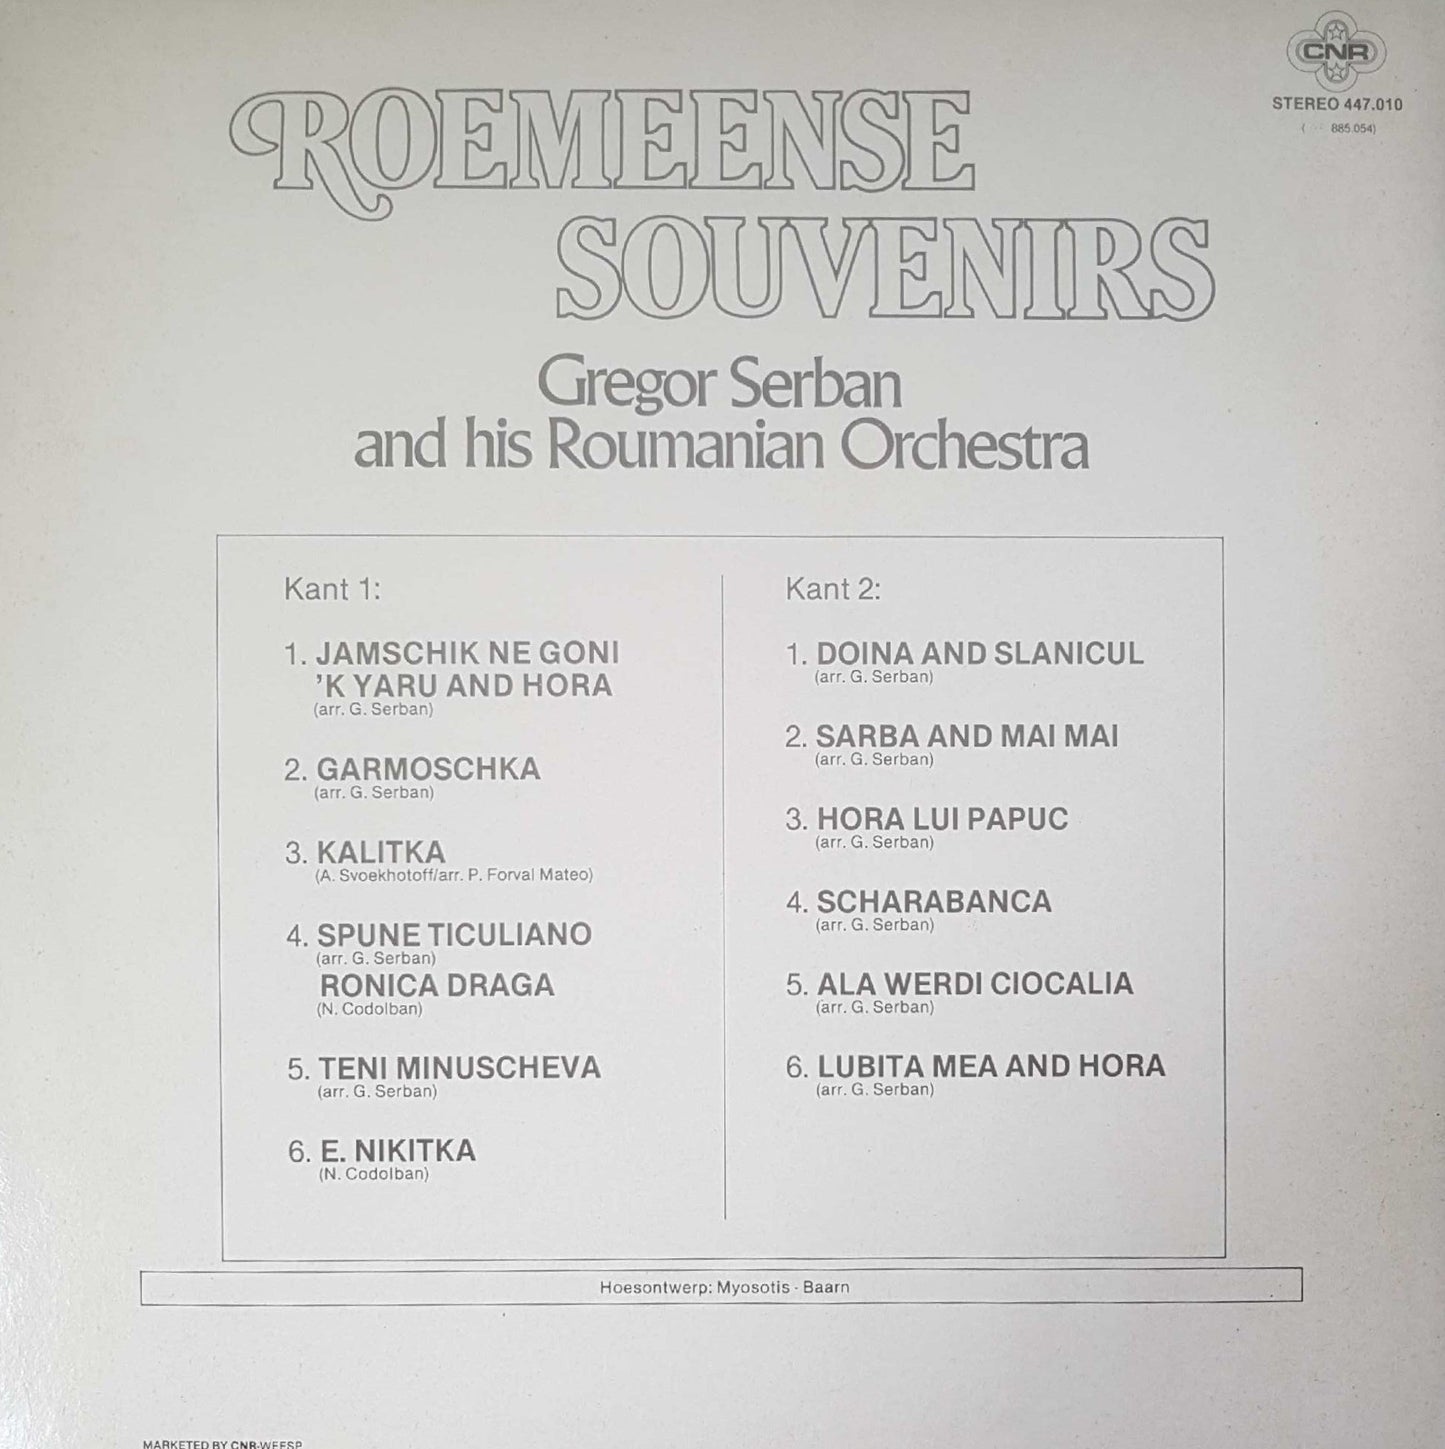 CNR
STEREO 447.010
885.054)
ROEMEENSE
SOUVENIRS
Gregor Serban
and his Roumanian Orchestra
Kant 1:
1. JAMSCHIK NE GONI
'K YARU AND HORA
(arr. G. Serban)
2. GARMOSCHKA
(arr. G. Serban)
3. KALITKA
(A. Svoekhotoff/arr. P. Forval Mateo)
4. SPUNE TICULIANO
(arr. G. Serban)
RONICA DRAGA
(N. Codolban)
5. TENI MINUSCHEVA
(arr. G. Serban)
6. E. NIKITKA
(N. Codolban)
Kant 2:
1. DOINA AND SLANICUL
(arr. G. Serban)
2. SARBA AND MAI MAI
(arr. G. Serban)
3. HORA LUI PAPUC
(arr. G. Serban)
4. SCHARABANCA
(arr. G. Serban)
5. ALA WERDI CIOCALIA
(arr. G. Serban)
6. LUBITA MEA AND HORA
(arr. G. Serban)
Hoesontwerp: Myosotis - Baarn
MARKETED BY CNR-WEESP